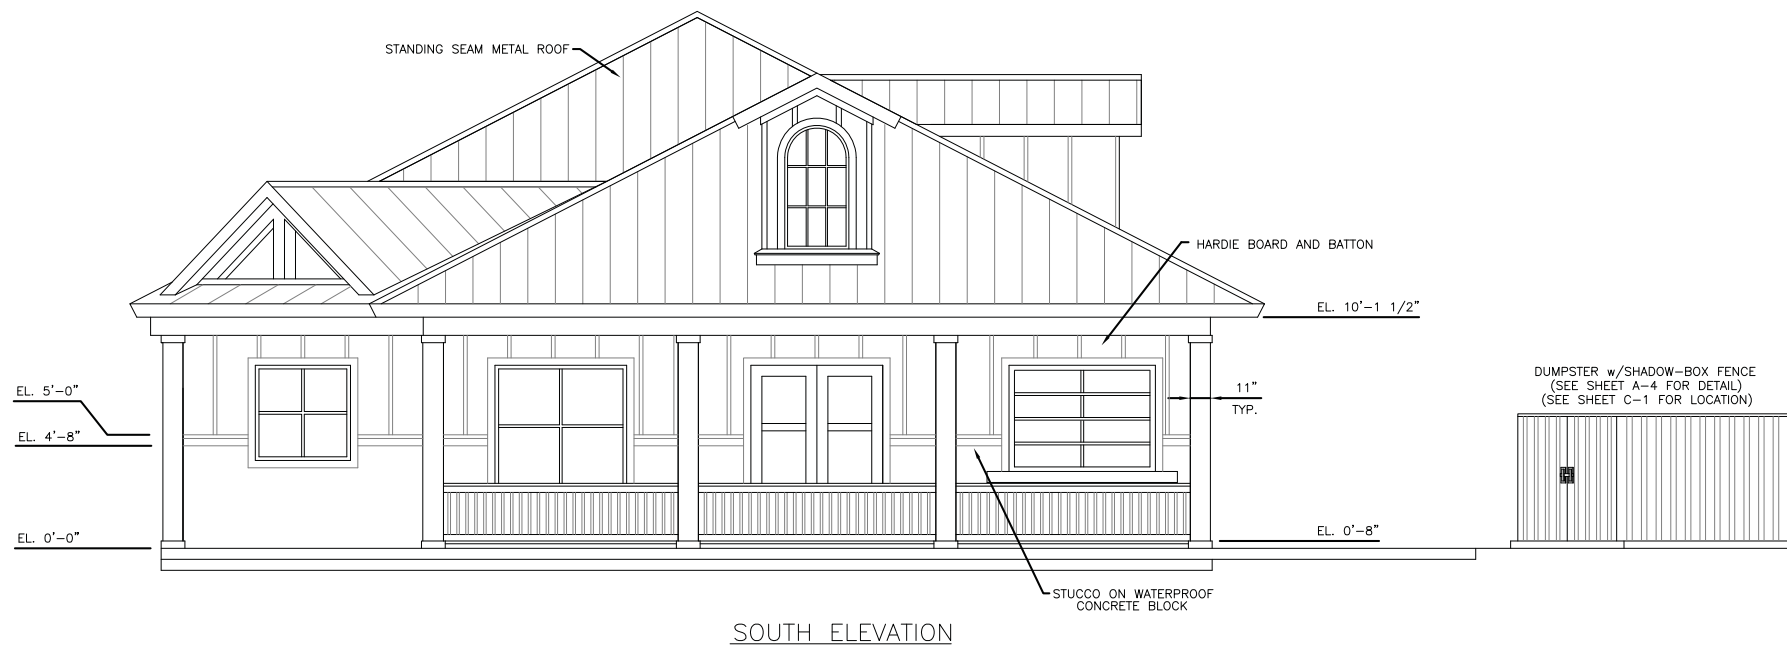 STANDING SEAM METAL ROOF
HARDIE BOARD AND BATTON
EL. 10'-1 1/2"
EL. 5'-0"
EL. 4'-8"
11"
TYP.
DUMPSTER w/SHADOW-BOX FENCE
(SEE SHEET A-4 FOR DETAIL)
(SEE SHEET C-1 FOR LOCATION)
EL. 0'-0"
EL. 0'-8"
STUCCO ON WATERPROOF
CONCRETE BLOCK
SOUTH ELEVATION